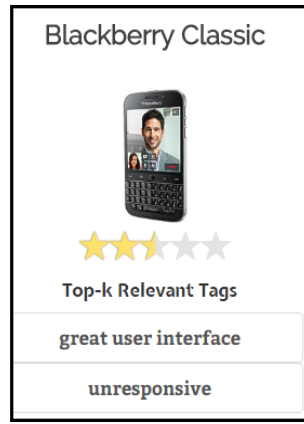 Blackberry Classic
Top-k Relevant Tags
great user interface
unresponsive